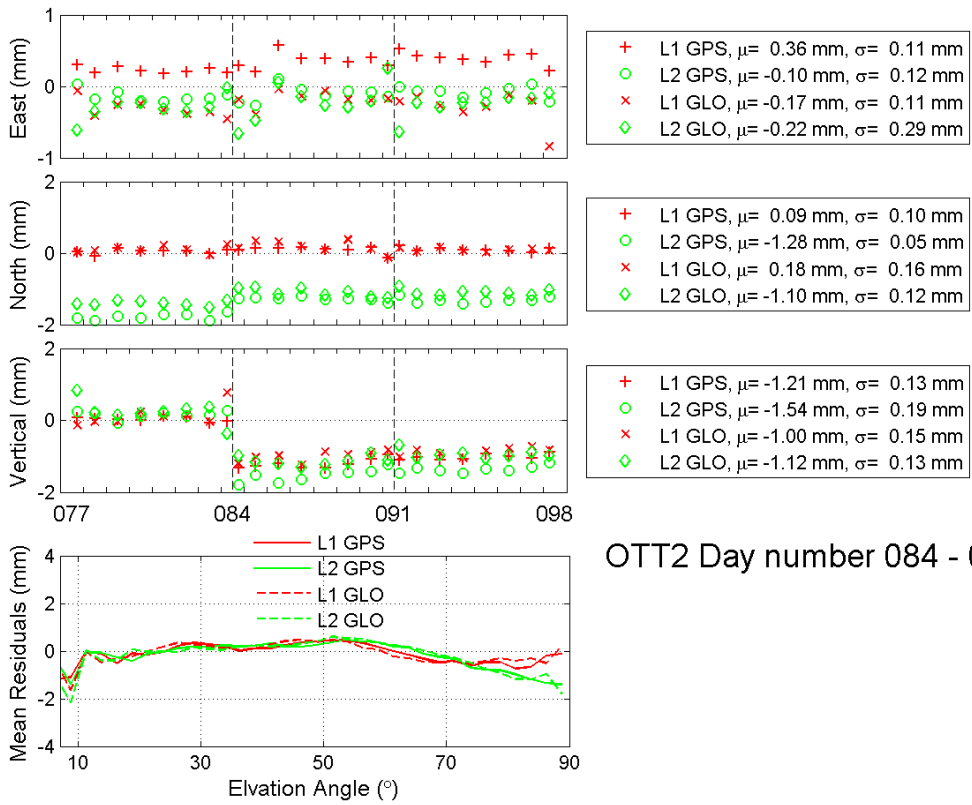 1
0
-1
East (mm)
L1 GPS, μ= 0.36 mm, σ= 0.11 mm
L2 GPS, μ= -0.10 mm, σ= 0.12 mm
L1 GLO, μ= -0.17 mm, σ= 0.11 mm
L2 GLO, μ= -0.22 mm, σ= 0.29 mm
2
0
-2
North (mm)
L1 GPS, μ= 0.09 mm, σ= 0.10 mm
L2 GPS, μ= -1.28 mm, σ= 0.05 mm
L1 GLO, μ= 0.18 mm, σ= 0.16 mm
L2 GLO, μ= -1.10 mm, σ= 0.12 mm
2
0
-2
Vertical (mm)
L1 GPS, μ= -1.21 mm, σ= 0.13 mm
L2 GPS, μ= -1.54 mm, σ= 0.19 mm
L1 GLO, μ= -1.00 mm, σ= 0.15 mm
L2 GLO, μ= -1.12 mm, σ= 0.13 mm
077 084 091 098
L1 GPS
L2 GPS
L1 GLO
L2 GLO
OTT2 Day number 084 -
4
2
0
-2
-4
Mean Residuals (mm)
10 30 50 70 90
Elvation Angle (°)